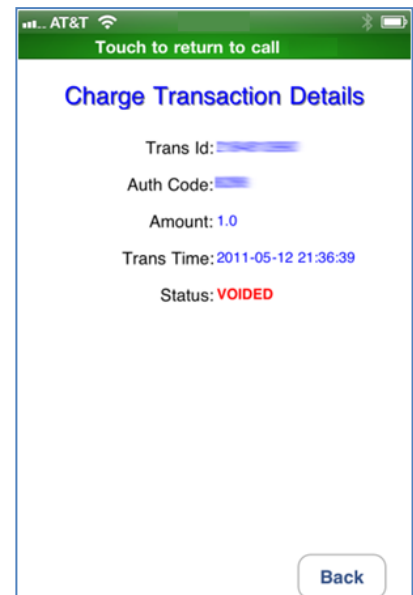 AT&T
Touch to return to call
Charge Transaction Details
Trans Id:
Auth Code:
Amount: 1.0
Trans Time: 2011-05-12 21:36:39
Status: VOIDED
Back